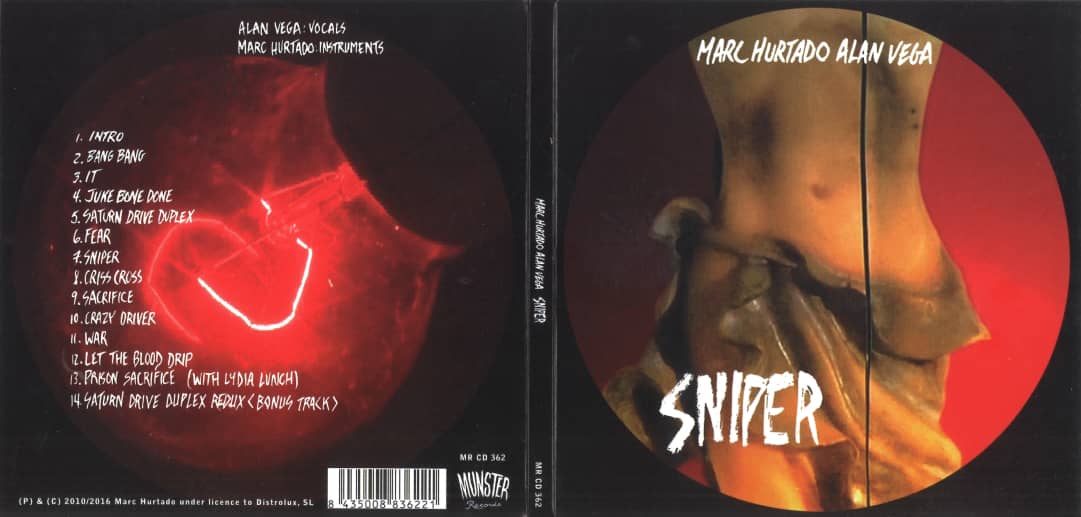 ALAN VEGA: VOCALS
MARC HURTADO: INSTRUMENTS
1. INTRO
2. BANG BANG
3. IT
4. JUKE BONE DONE
5. SATURN DRIVE DUPLEX
6. FEAR
7. SNIPER
8. CRISS CROSS
9. SACRIFICE
10. CRAZY DRIVER
11. WAR
12. LET THE BLOOD DRIP
13. PRISON SACRIFICE (WITH LYDIA LUNCH)
14. SATURN DRIVE DUPLEX REDUX <BONUS TRACK>
(P) & (C) 2010/2016 Marc Hurtado under licence to Distrolux, SL
8 435008 836221
MR CD 362
MUNSTER
Records
MARC HURTADO ALAN VEGA SNIPER
MR CD 362
MARC HURTADO ALAN VEGA
SNIPER